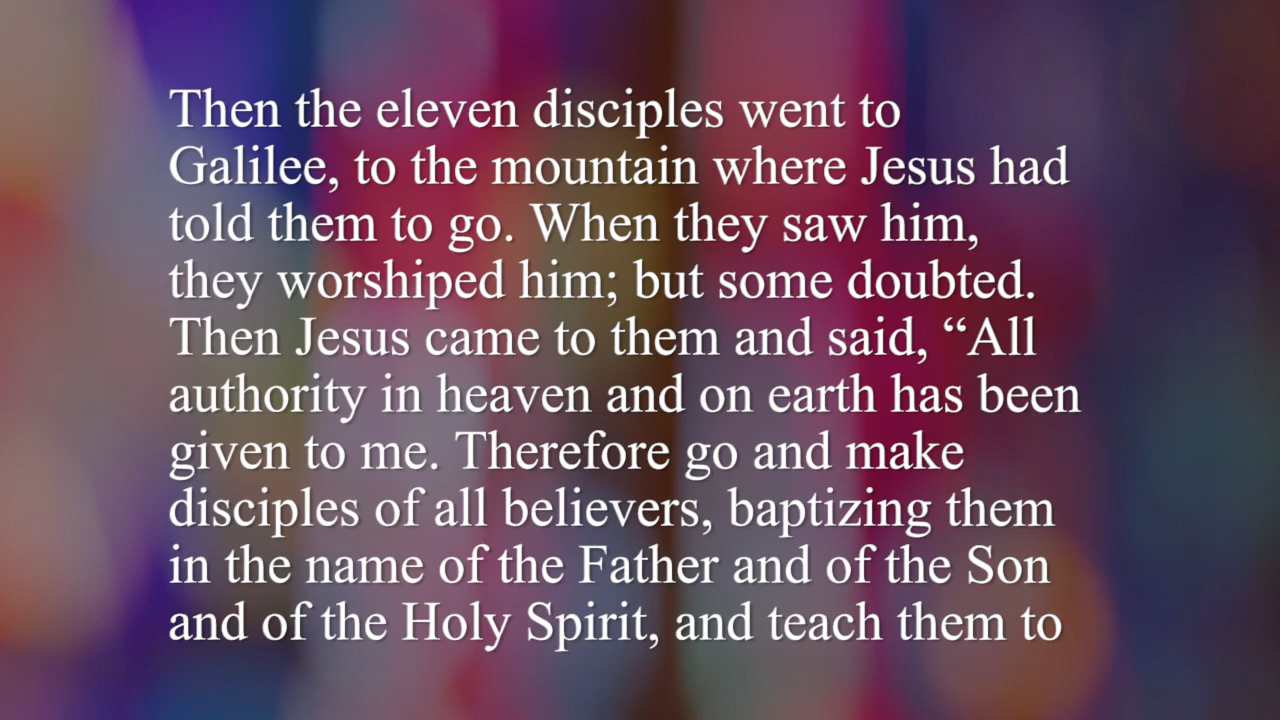 Then the eleven disciples went to
Galilee, to the mountain where Jesus had
told them to go. When they saw him,
they worshiped him; but some doubted.
Then Jesus came to them and said, “All
authority in heaven and on earth has been
given to me. Therefore go and make
disciples of all believers, baptizing them
in the name of the Father and of the Son
and of the Holy Spirit, and teach them to